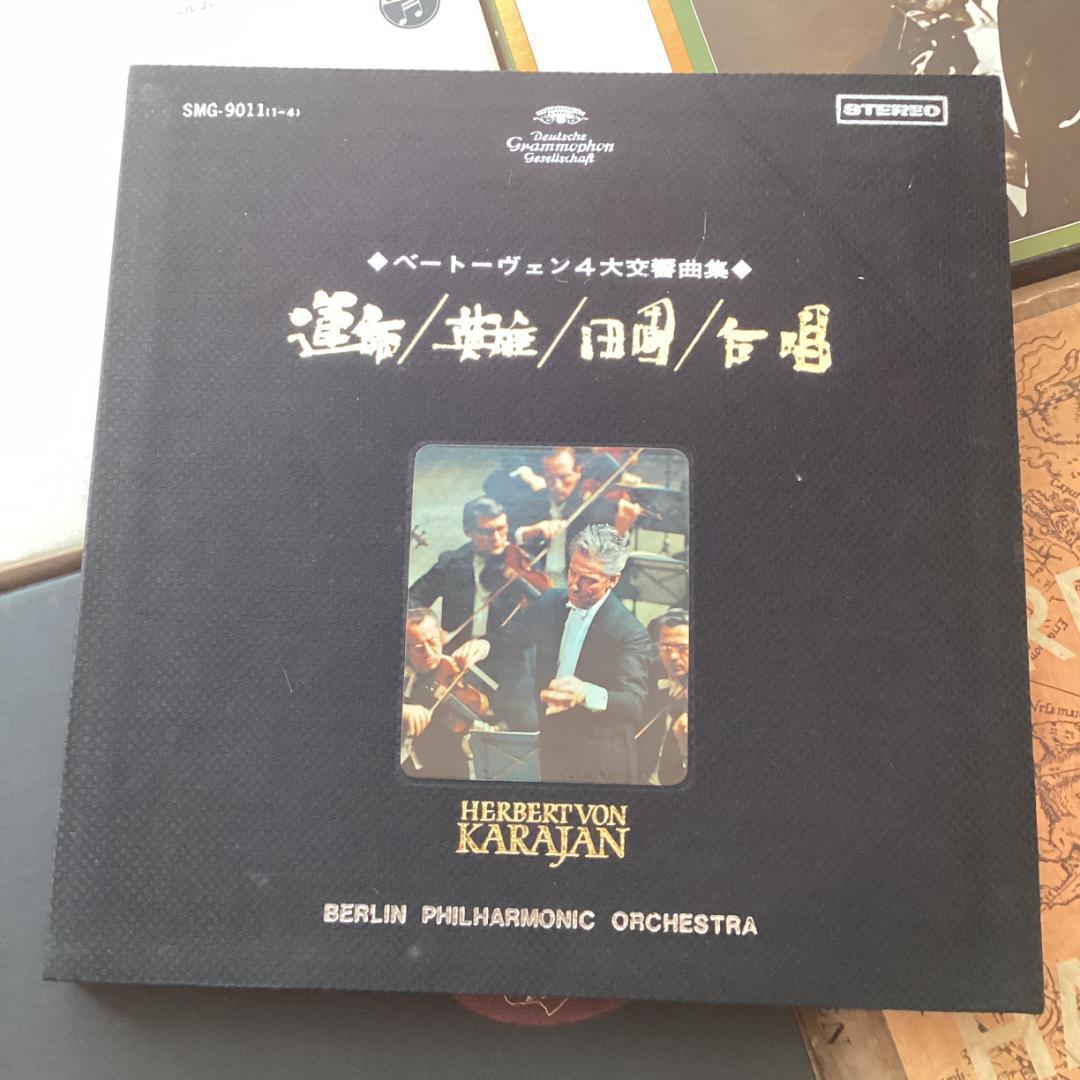 SMG-9011(1-4)
Deutsche
Grammophon
Gesellschaft
STEREO
◆ベートーヴェン4大交響曲集◆
運命/英雄/田園/合唱
HERBERT VON
KARAJAN
BERLIN PHILHARMONIC ORCHESTRA